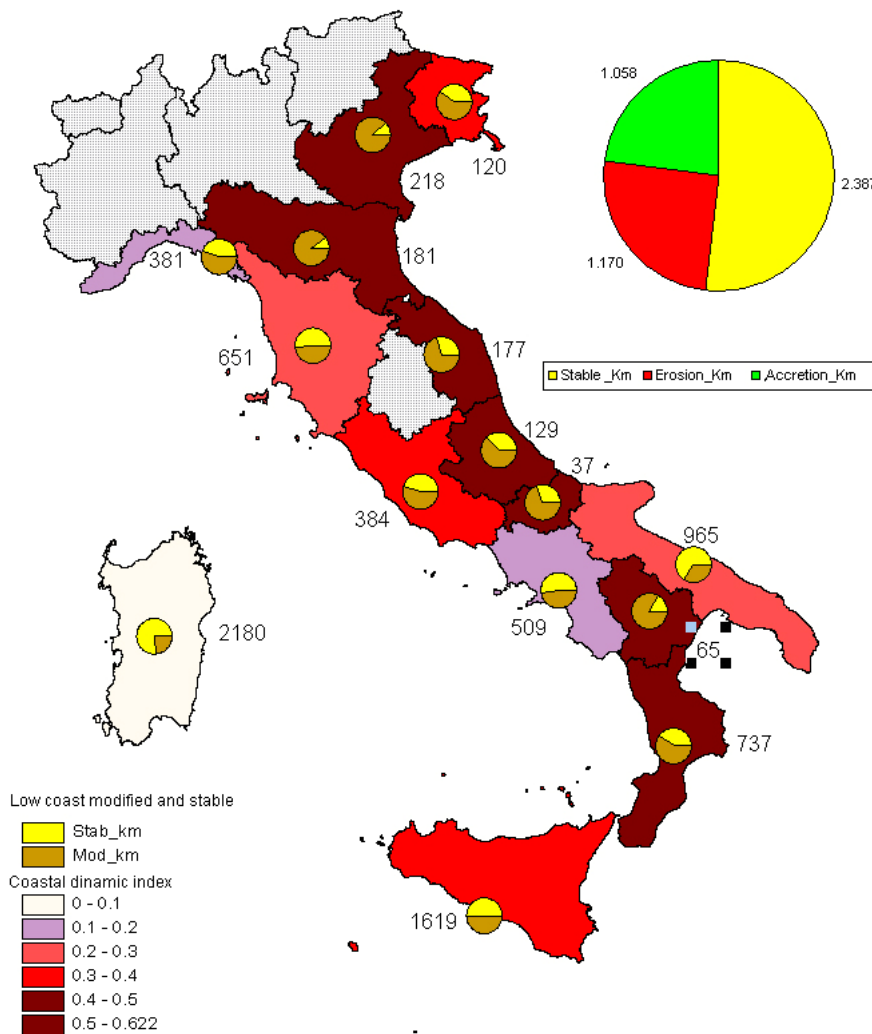 1.058
2.387
1.170
Stable _Km Erosion_Km Accretion_Km
120
218
181
381
651
177
129
37
384
965
509
65
2180
737
1619
Low coast modified and stable
Stab_km
Mod_km
Coastal dinamic index
0 - 0.1
0.1 - 0.2
0.2 - 0.3
0.3 - 0.4
0.4 - 0.5
0.5 - 0.622